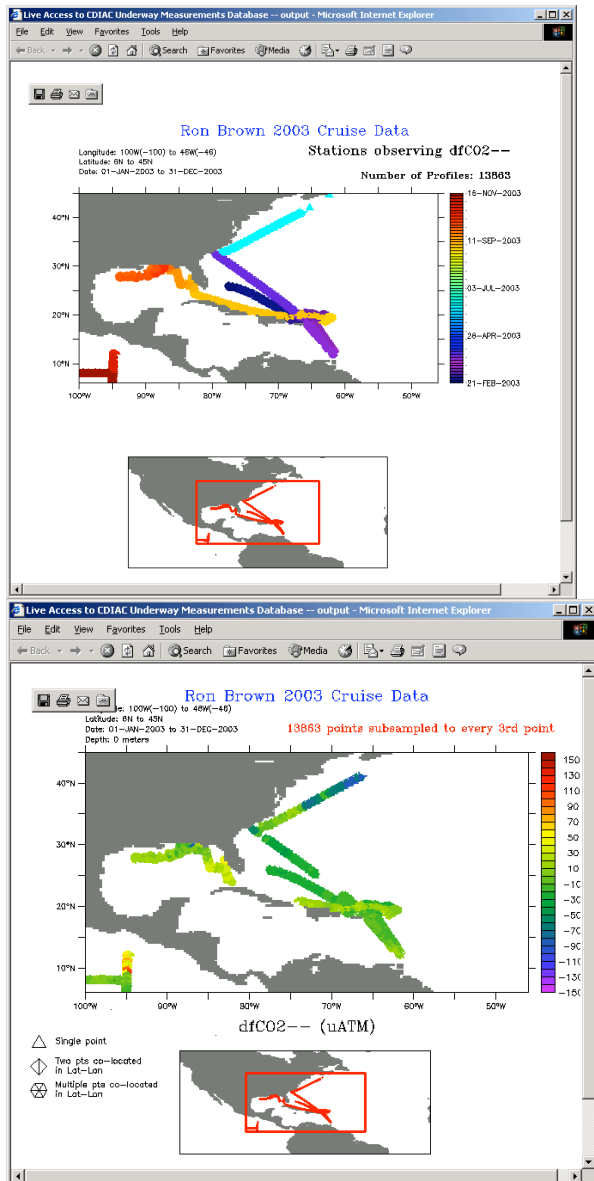 Live Access to CDIAC Underway Measurements Database -- output - Microsoft Internet Explorer
File Edit View Favorites Tools Help
Back Search Favorites Media
Ron Brown 2003 Cruise Data
Longitude: 100W(-100) to 46W(-46)
Latitude: 6N to 45N
Date: 01-JAN-2003 to 31-DEC-2003
Stations observing dfCO2--
Number of Profiles: 13863
40°N
30°N
20°N
10°N
100°W 90°W 80°W 70°W 60°W 50°W
16-NOV-2003
11-SEP-2003
03-JUL-2003
26-APR-2003
21-FEB-2003
Live Access to CDIAC Underway Measurements Database -- output - Microsoft Internet Explorer
File Edit View Favorites Tools Help
Back Search Favorites Media
Ron Brown 2003 Cruise Data
de: 100W(-100) to 46W(-46)
Latitude: 6N to 45N
Date: 01-JAN-2003 to 31-DEC-2003
Depth: 0 meters
13863 points subsampled to every 3rd point
40°N
30°N
20°N
10°N
100°W 90°W 80°W 70°W 60°W 50°W
150
130
110
90
70
50
30
10
-10
-30
-50
-70
-90
-110
-130
-150
dfCO2-- (uATM)
Single point
Two pts co-located
in Lat-Lon
Multiple pts co-located
in Lat-Lon